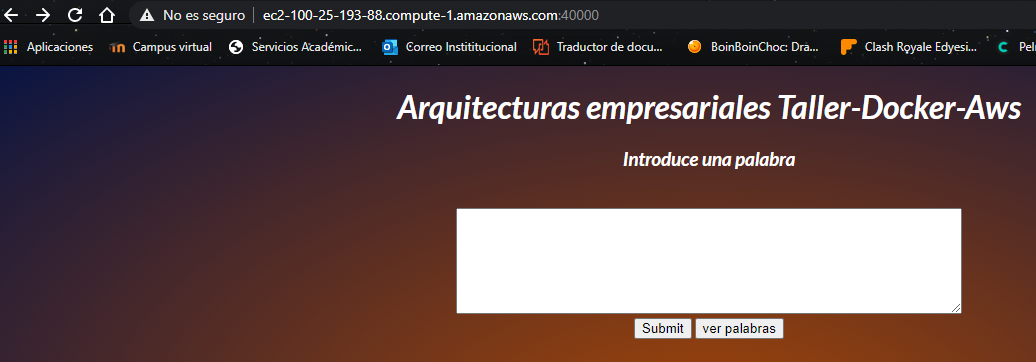 No es seguro ec2-100-25-193-88.compute-1.amazonaws.com:40000
Aplicaciones Campus virtual Servicios Académic... Correo Instititucional Traductor de docu... BoinBoinChoc: Dra... Clash Royale Edyesi... Peli
Arquitecturas empresariales Taller-Docker-Aws
Introduce una palabra
Submit ver palabras